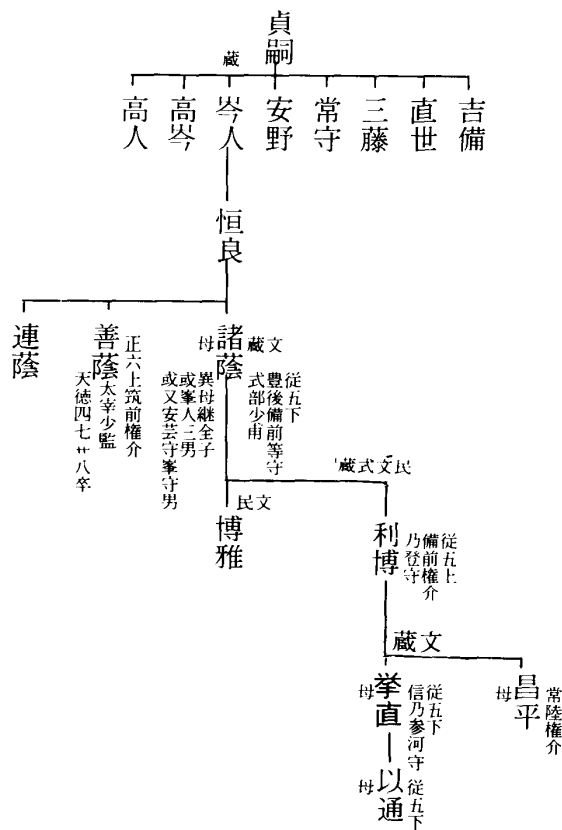 貞嗣
吉備
直世
三藤
常守
安野
蔵
岑人
高岑
高人
恒良
文蔵
諸蔭
従五下
豊後備前等守
式部少甫
母
異母継全子
或峯人三男
或又安芸守峯守男
善蔭
正六上筑前権介
太宰少監
天徳四七廿八卒
連蔭
民文式蔵
利博
従五上
備前権介
乃登守
文民
博雅
昌平
常陸権介
母
文蔵
挙直
従五下
信乃参河守
母
以通
従五下
母